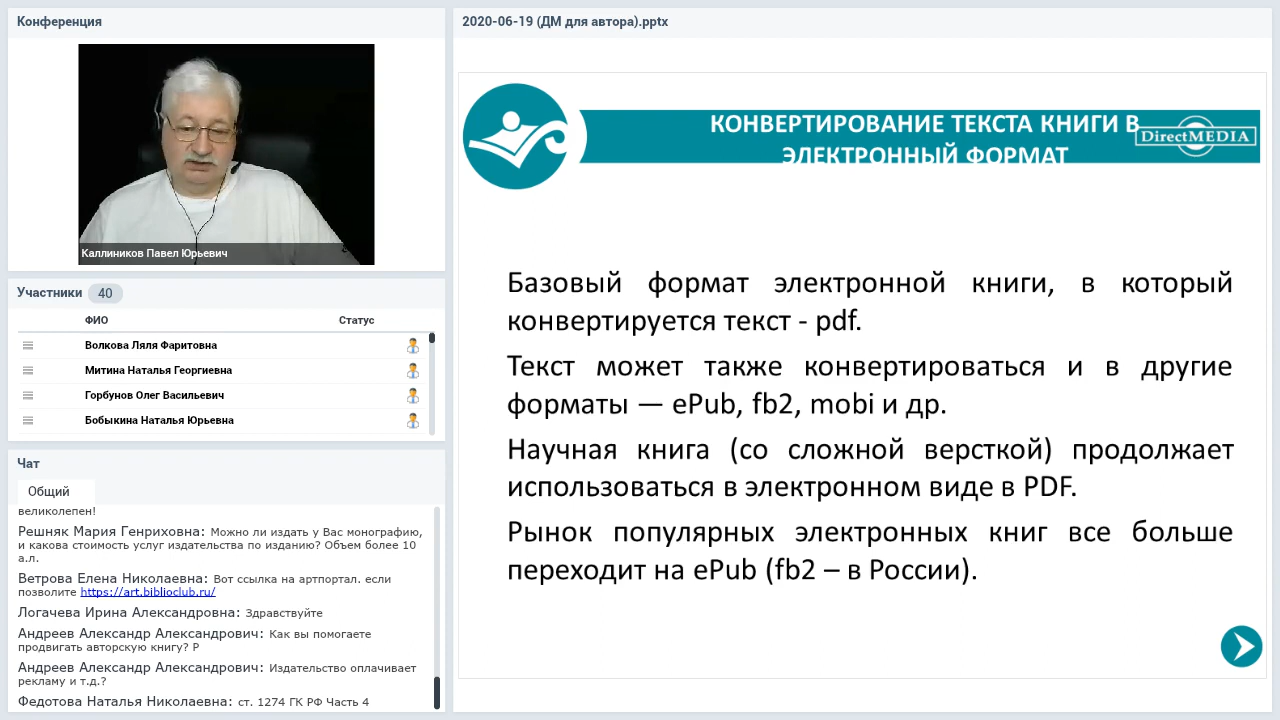 Конференция
Каллиников Павел Юрьевич
Участники 40
ФИО Статус
Волкова Ляля Фаритовна
Митина Наталья Георгиевна
Горбунов Олег Васильевич
Бобыкина Наталья Юрьевна
Чат
Общий
великолепен!
Решняк Мария Генриховна: Можно ли издать у Вас монографию,
и какова стоимость услуг издательства по изданию? Объем более 10
а.л.
Ветрова Елена Николаевна: Вот ссылка на артпортал. если
позволите https://art.biblioclub.ru/
Логачева Ирина Александровна: Здравствуйте
Андреев Александр Александрович: Как вы помогаете
продвигать авторскую книгу? Р
Андреев Александр Александрович: Издательство оплачивает
рекламу и т.д.?
Федотова Наталья Николаевна: ст. 1274 ГК РФ Часть 4
2020-06-19 (ДМ для автора).pptx
КОНВЕРТИРОВАНИЕ ТЕКСТА КНИГИ В
ЭЛЕКТРОННЫЙ ФОРМАТ
DirectMEDIA
Базовый формат электронной книги, в который
конвертируется текст - pdf.
Текст может также конвертироваться и в другие
форматы — ePub, fb2, mobi и др.
Научная книга (со сложной версткой) продолжает
использоваться в электронном виде в PDF.
Рынок популярных электронных книг все больше
переходит на ePub (fb2 – в России).